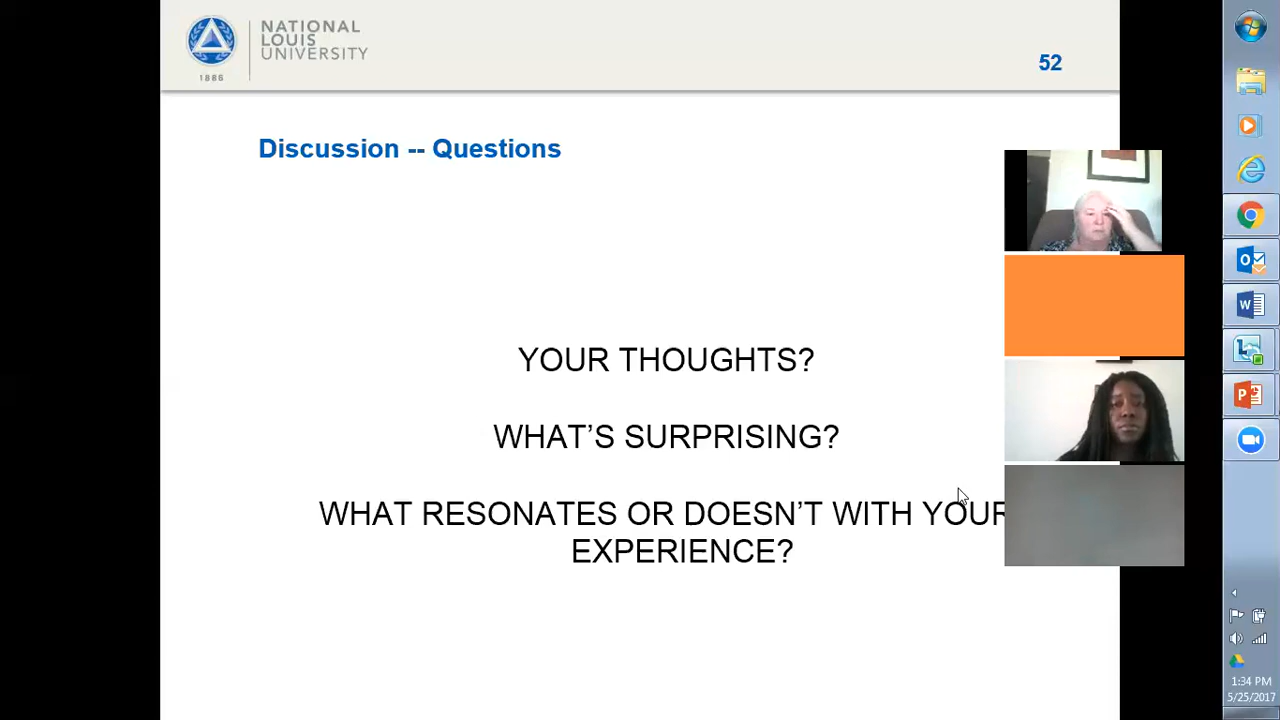 NATIONAL
LOUIS
UNIVERSITY
1886
52
Discussion -- Questions
YOUR THOUGHTS?
WHAT'S SURPRISING?
WHAT RESONATES OR DOESN'T WITH YOUR
EXPERIENCE?
1:34 PM
5/25/2017